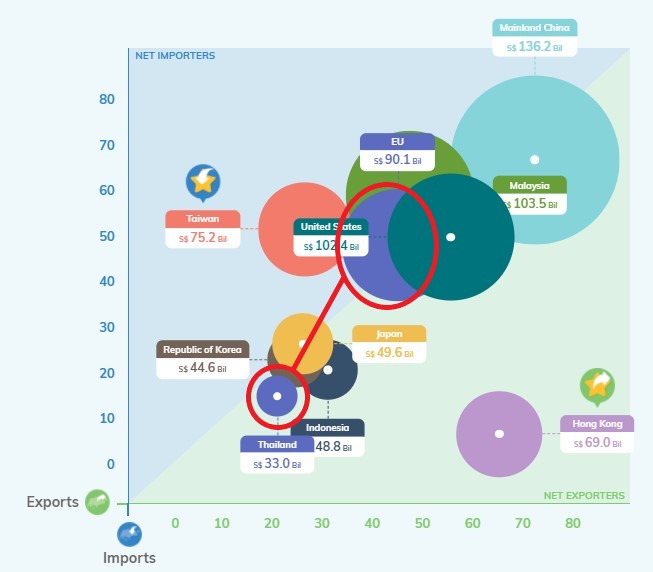 Mainland China
S$ 136.2 Bil
NET IMPORTERS
80
70
60
50
40
30
20
10
0
EU
S$ 90.1 Bil
Malaysia
S$ 103.5 Bil
Taiwan
S$ 75.2 Bil
United States
S$ 102.4 Bil
Japan
S$ 49.6 Bil
Republic of Korea
S$ 44.6 Bil
Indonesia
48.8 Bil
Thailand
S$ 33.0 Bil
Hong Kong
S$ 69.0 Bil
NET EXPORTERS
Exports
0 10 20 30 40 50 60 70 80
Imports